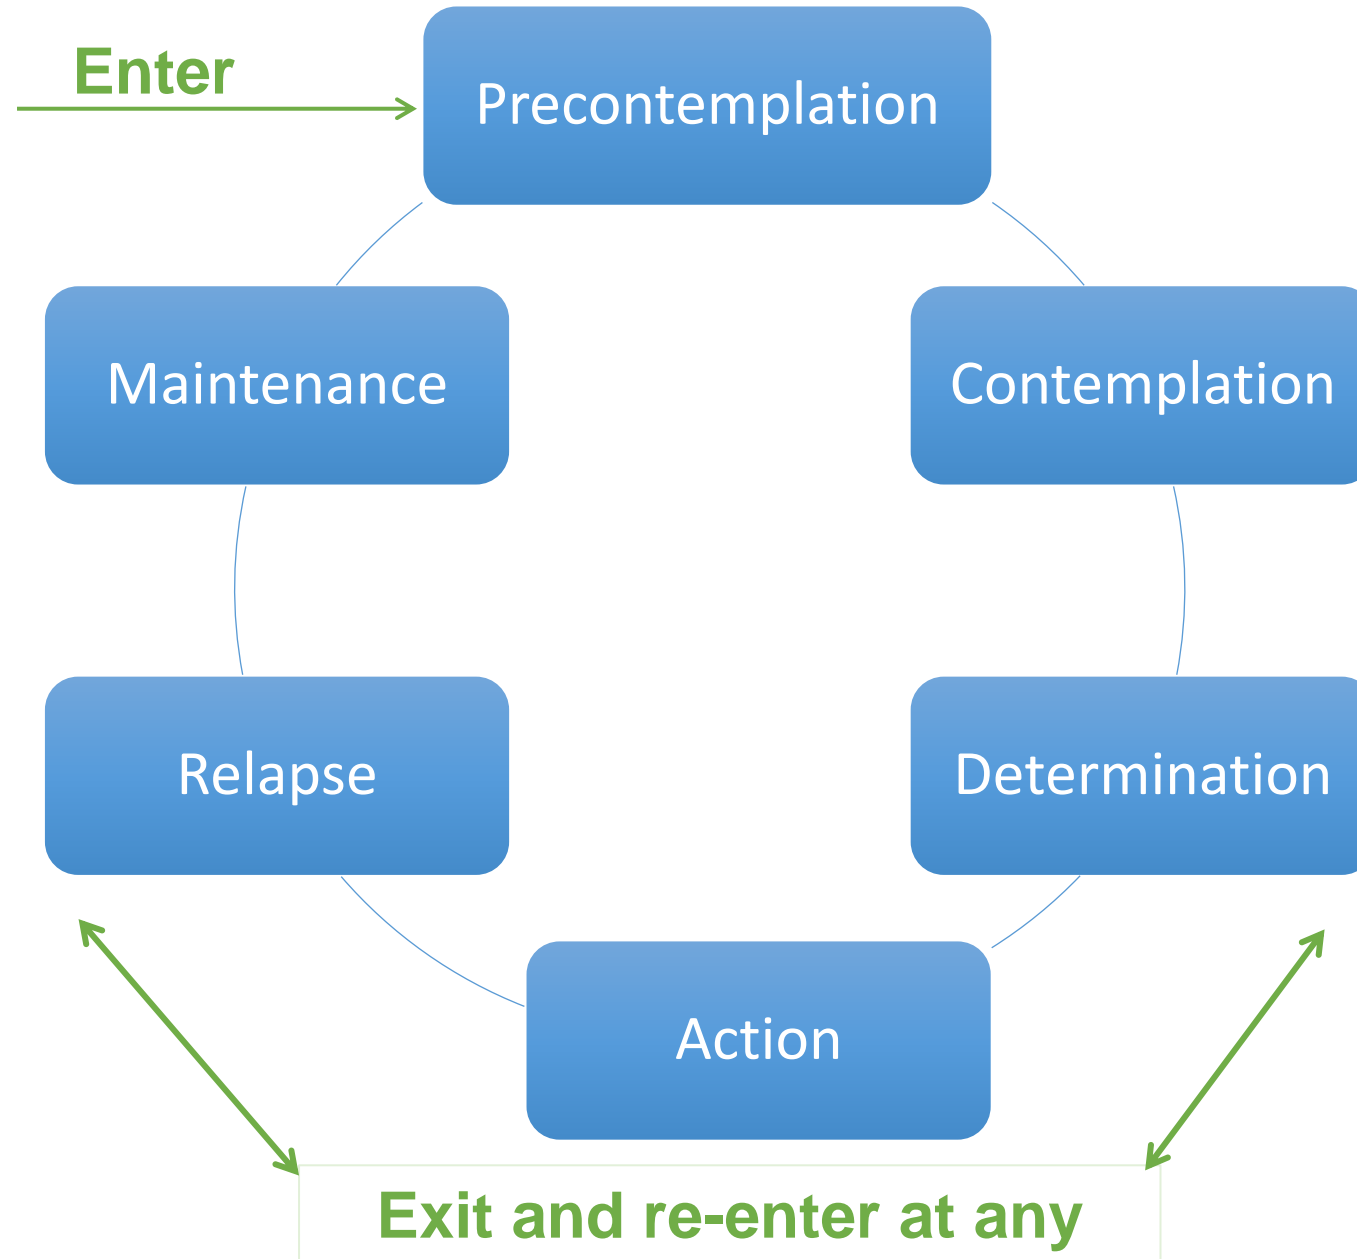 Enter
Precontemplation
Maintenance
Contemplation
Relapse
Determination
Action
Exit and re-enter at any